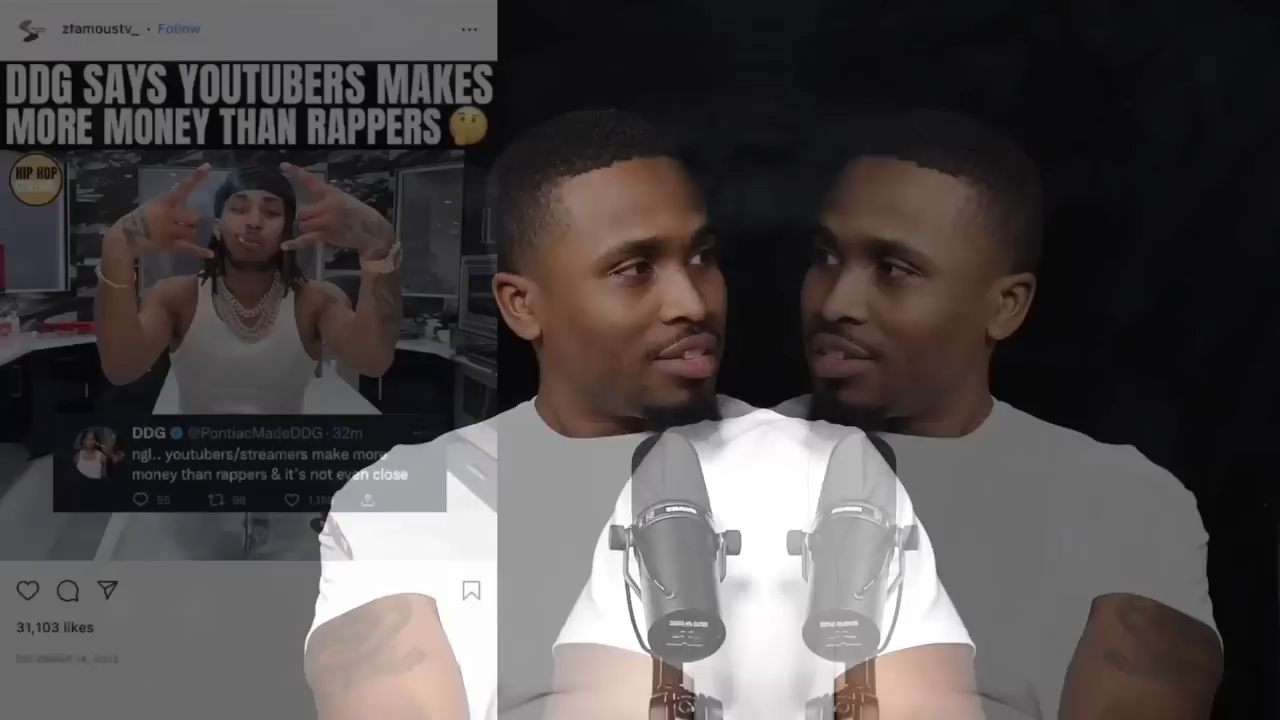 zfamoustv_ · Follow
DDG SAYS YOUTUBERS MAKES
MORE MONEY THAN RAPPERS 🤔
HIP HOP
DDG @PontiacMadeDDG · 32m
ngl.. youtubers/streamers make more
money than rappers & it's not even close
55 98
31,103 likes